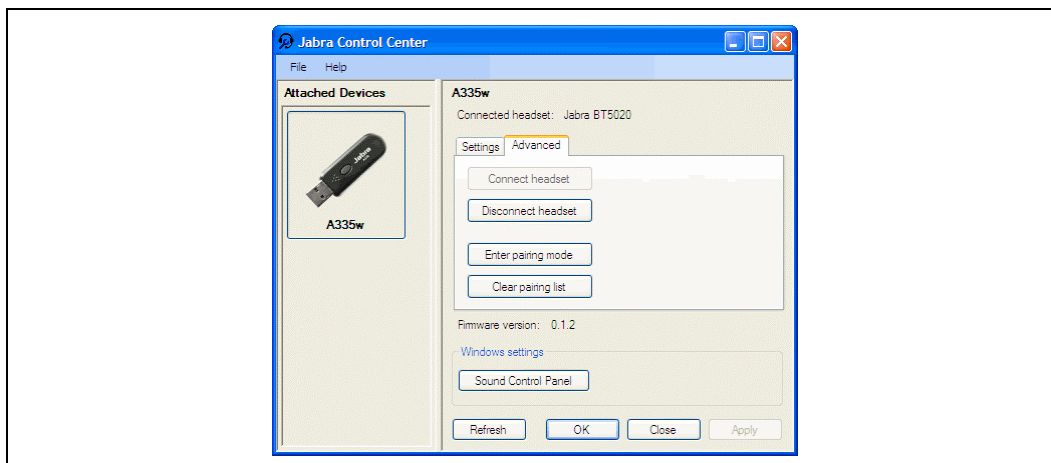 Jabra Control Center
File Help
Attached Devices
Jabra
A335w
A335w
Connected headset: Jabra BT5020
Settings Advanced
Connect headset
Disconnect headset
Enter pairing mode
Clear pairing list
Firmware version: 0.1.2
Windows settings
Sound Control Panel
Refresh OK Close Apply